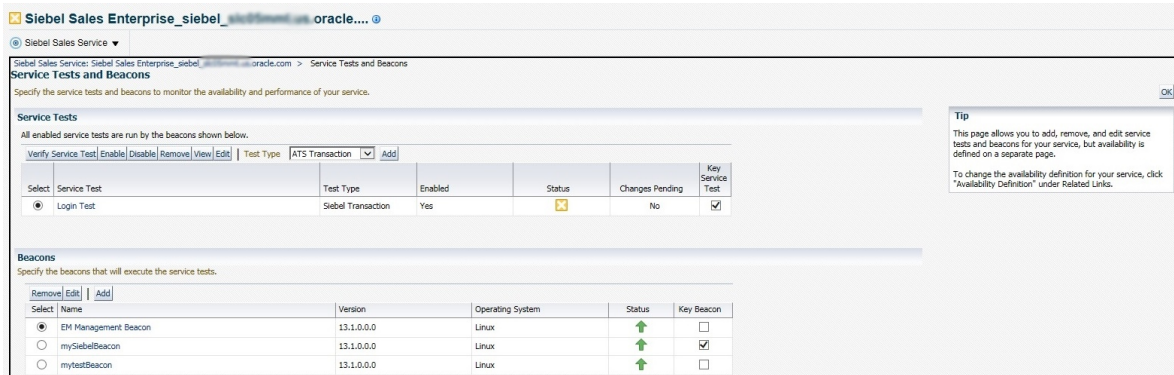 Siebel Sales Enterprise_siebel_ oracle....
Siebel Sales Service
Siebel Sales Service: Siebel Sales Enterprise_siebel_ oracle.com > Service Tests and Beacons
Service Tests and Beacons
Specify the service tests and beacons to monitor the availability and performance of your service.
OK
Service Tests
All enabled service tests are run by the beacons shown below.
Verify Service Test Enable Disable Remove View Edit | Test Type ATS Transaction Add
Select Service Test Test Type Enabled Status Changes Pending Key Service Test
Login Test Siebel Transaction Yes No
Beacons
Specify the beacons that will execute the service tests.
Remove Edit | Add
Select Name Version Operating System Status Key Beacon
EM Management Beacon 13.1.0.0.0 Linux
mySiebelBeacon 13.1.0.0.0 Linux
mytestBeacon 13.1.0.0.0 Linux
Tip
This page allows you to add, remove, and edit service
tests and beacons for your service, but availability is
defined on a separate page.
To change the availability definition for your service, click
"Availability Definition" under Related Links.